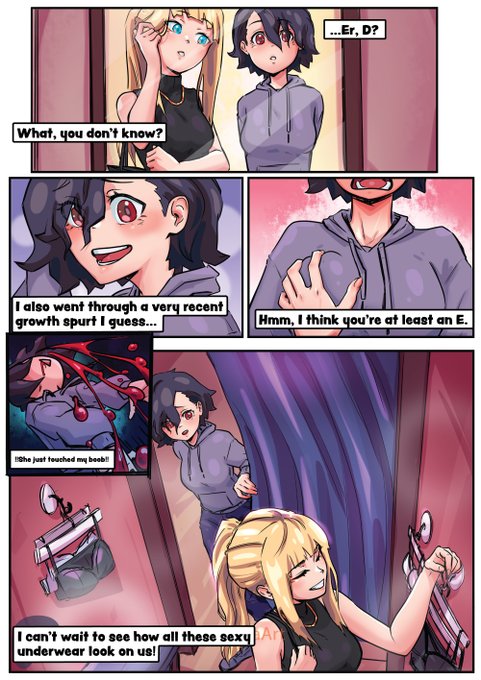 ...Er, D?
What, you don't know?
I also went through a very recent
growth spurt I guess...
Hmm, I think you're at least an E.
!!She just touched my boob!!
I can't wait to see how all these sexy
underwear look on us!